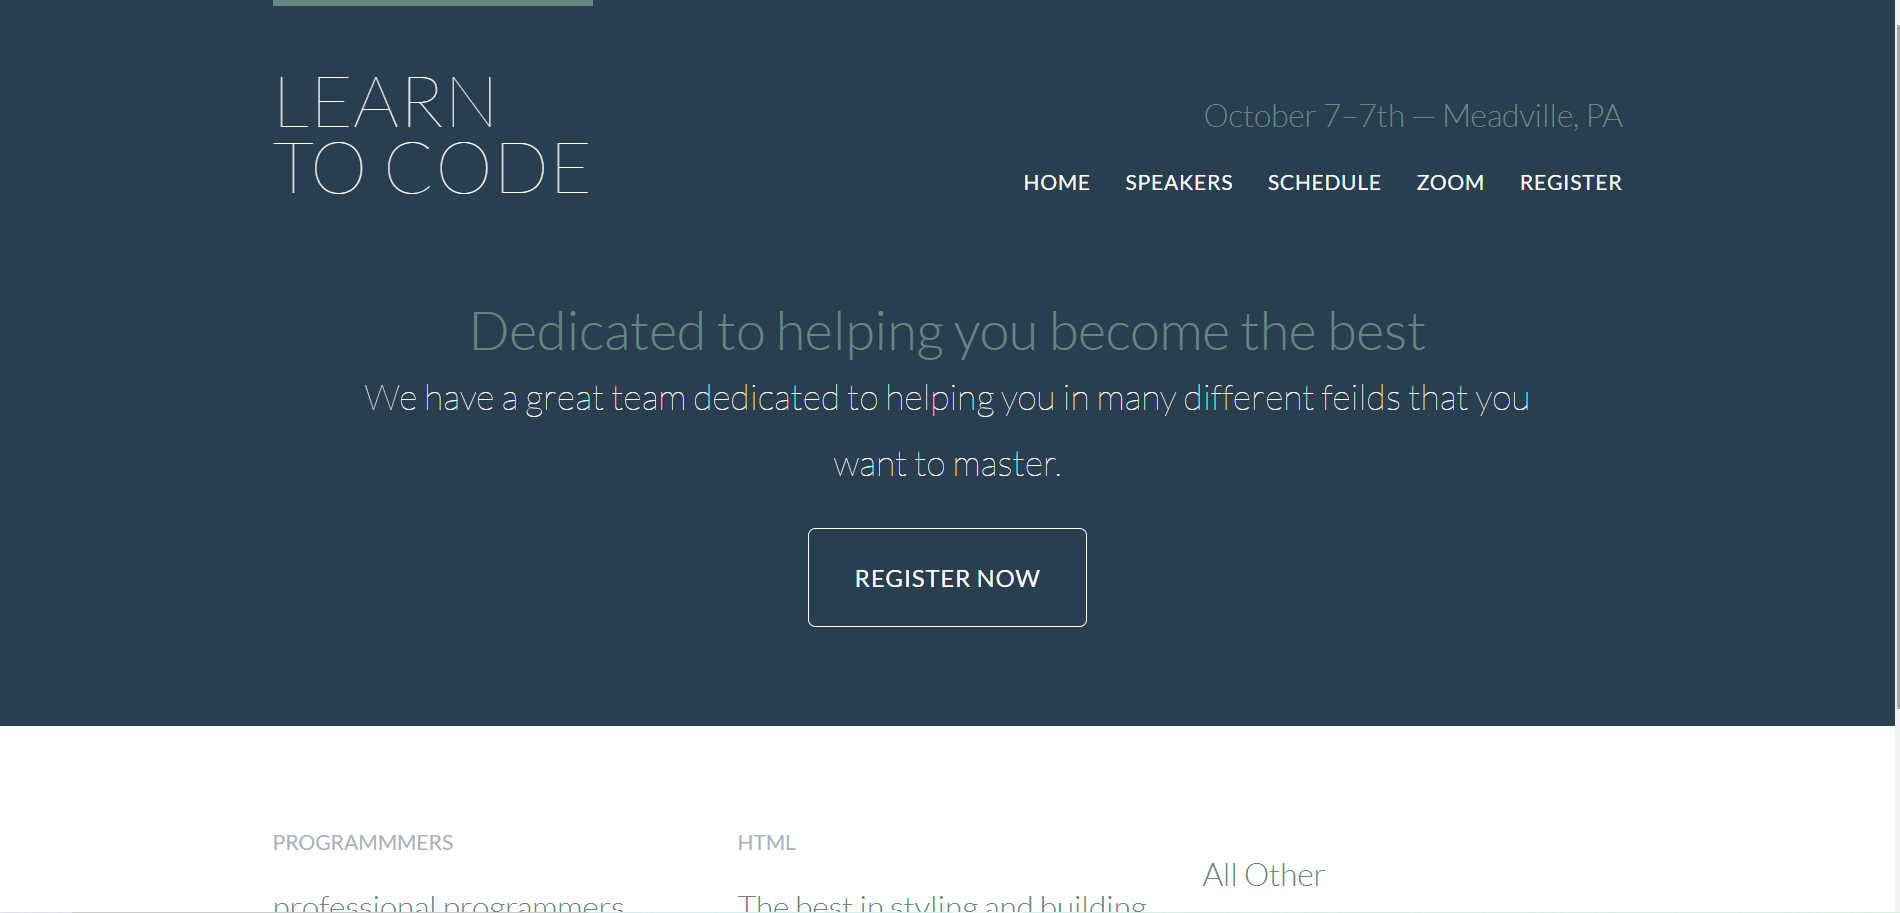 LEARN
TO CODE
October 7–7th — Meadville, PA
HOME SPEAKERS SCHEDULE ZOOM REGISTER
Dedicated to helping you become the best
We have a great team dedicated to helping you in many different feilds that you
want to master.
REGISTER NOW
PROGRAMMMERS
professional programmers
HTML
The best in styling and building
All Other